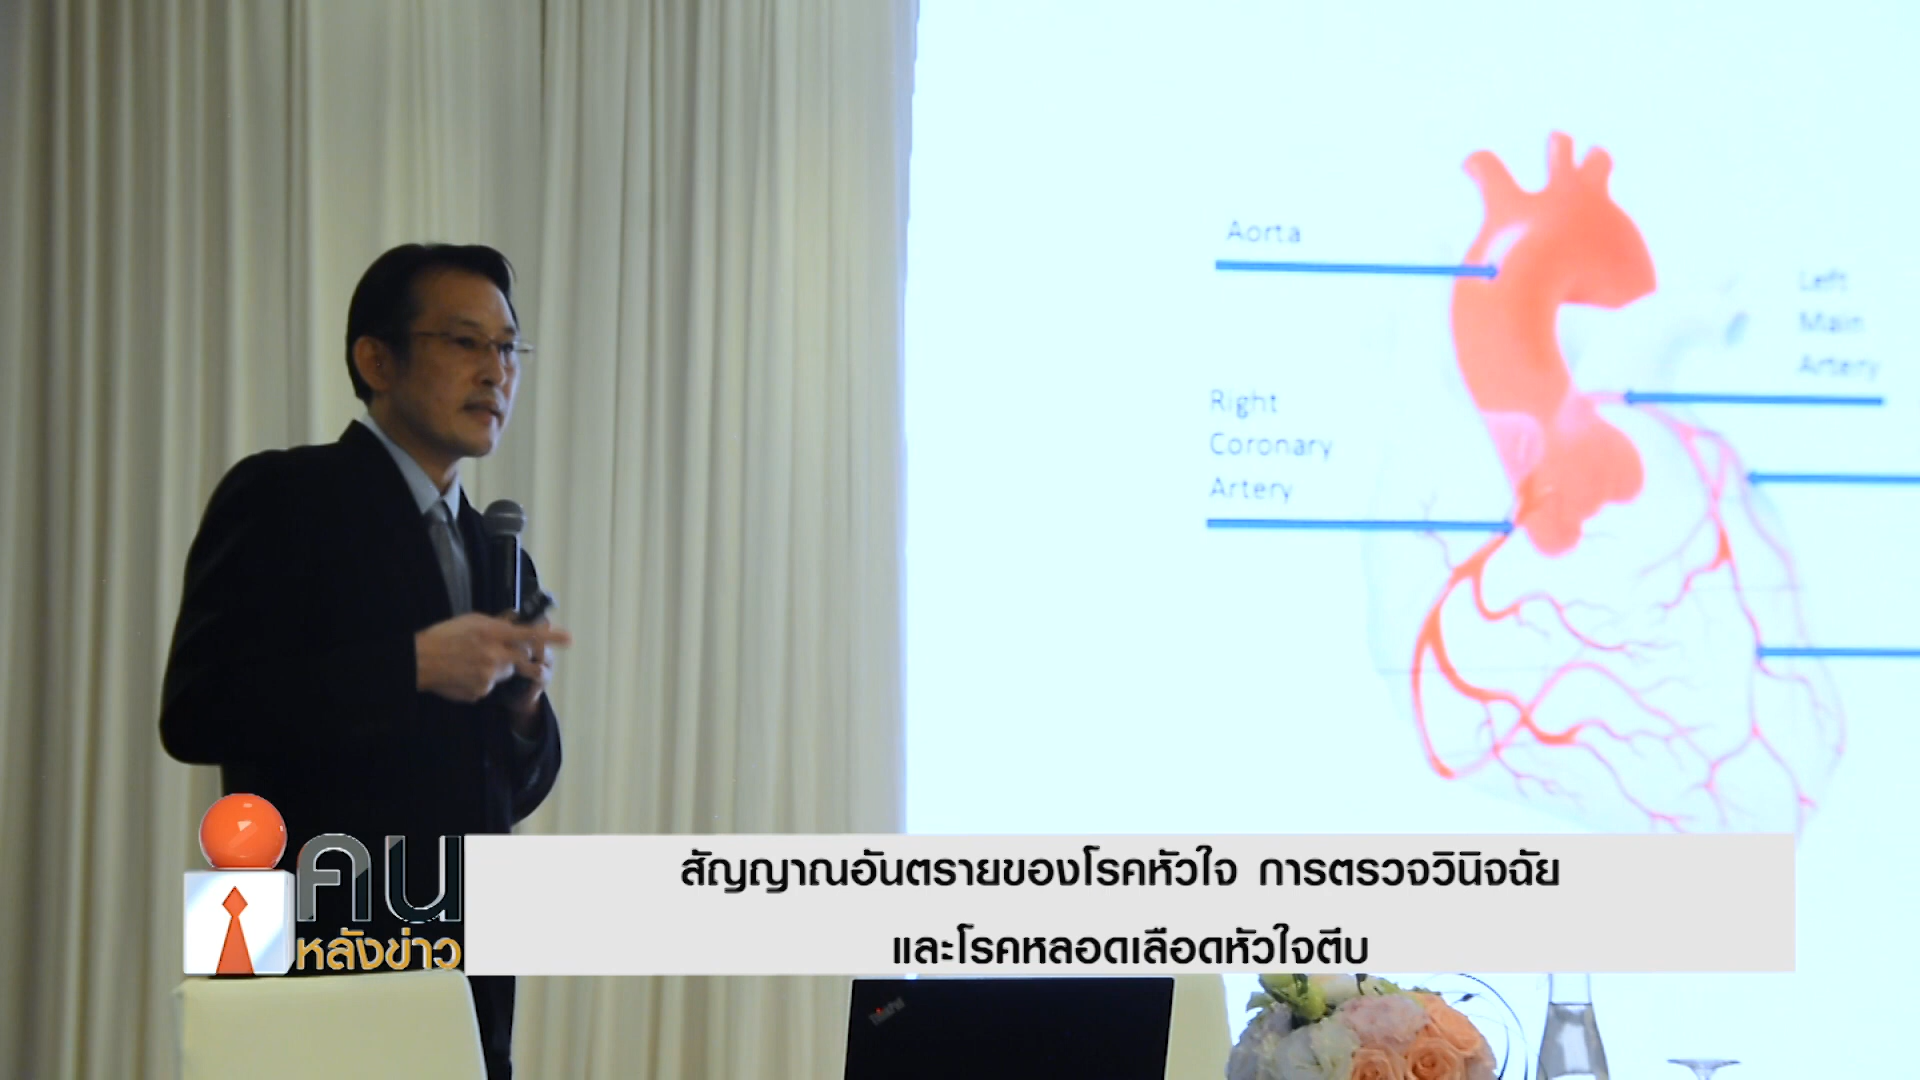 Aorta
Left
Main
Artery
Right
Coronary
Artery
คน
หลังข่าว
สัญญาณอันตรายของโรคหัวใจ การตรวจวินิจฉัย
และโรคหลอดเลือดหัวใจตีบ
ThinkPad